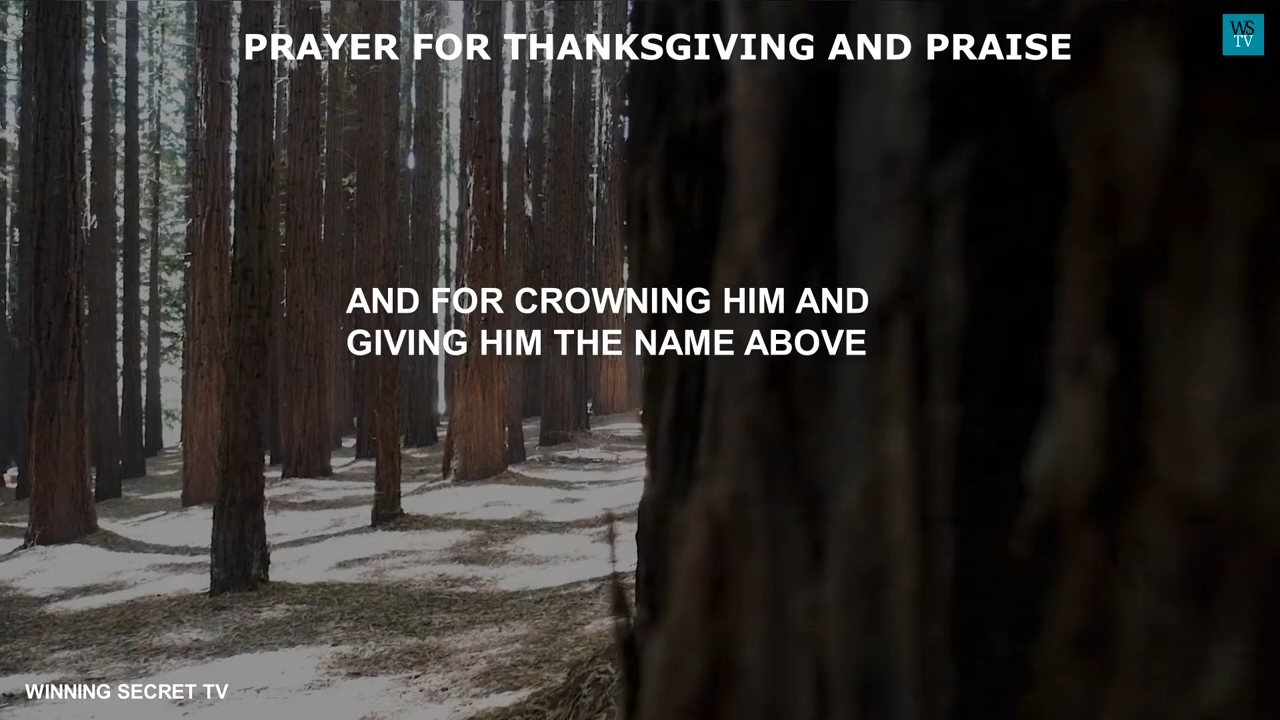 PRAYER FOR THANKSGIVING AND PRAISE
WS
TV
AND FOR CROWNING HIM AND
GIVING HIM THE NAME ABOVE
WINNING SECRET TV